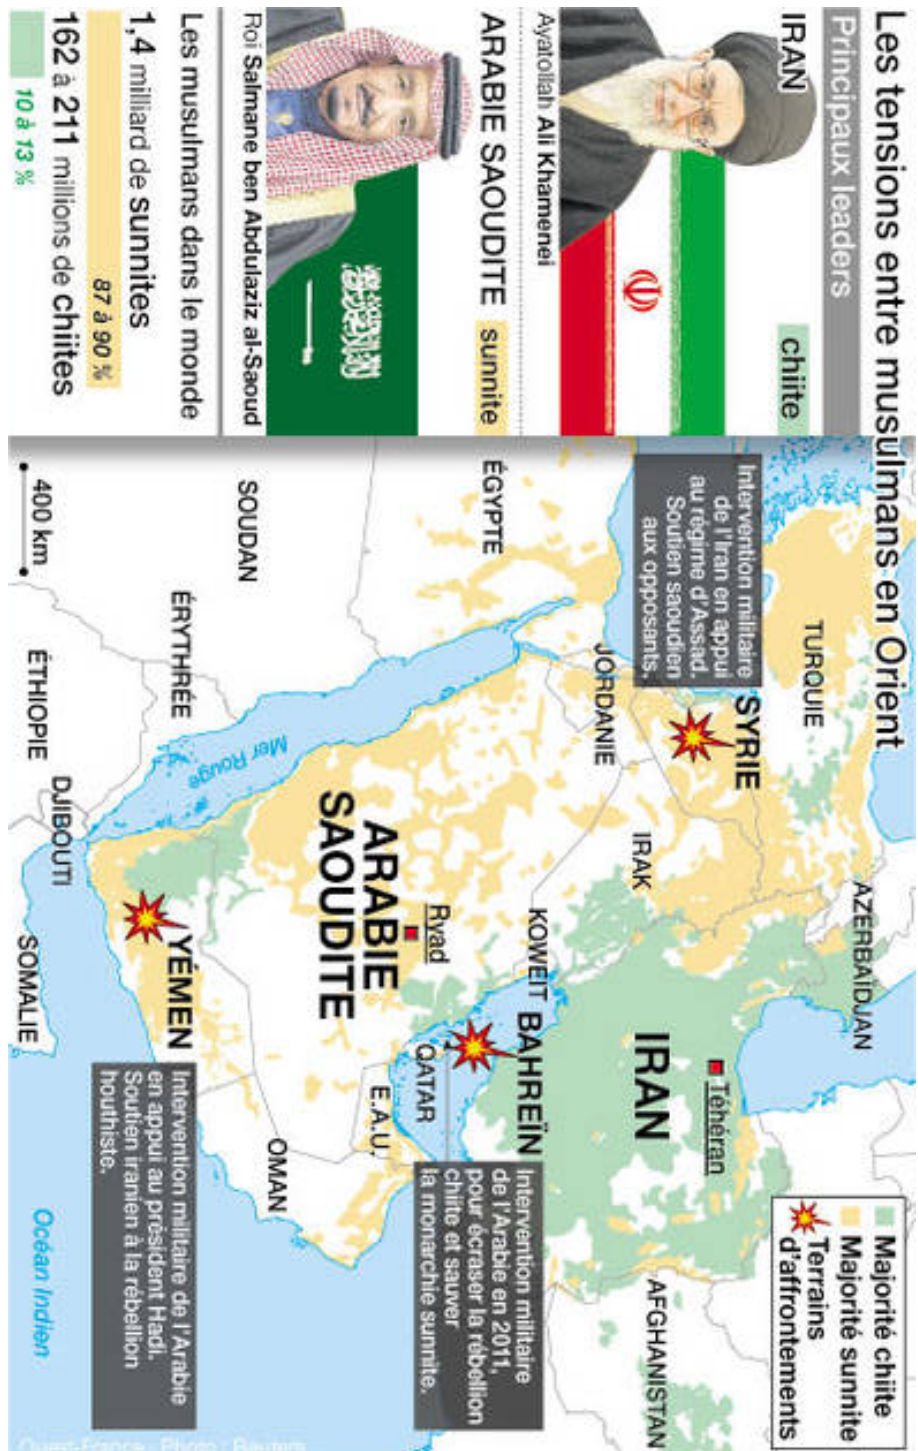 Les tensions entre musulmans en Orient
Principaux leaders
IRAN
chiite
Ayatollah Ali Khamenei
ARABIE SAOUDITE
sunnite
Roi Salmane ben Abdulaziz al-Saoud
Les musulmans dans le monde
1,4 milliard de sunnites
87 à 90 %
162 à 211 millions de chiites
10 à 13 %
Majorité chiite
Majorité sunnite
Terrains
d'affrontements
TURQUIE
AZERBAÏDJAN
SYRIE
Intervention militaire
de l'Iran en appui
au régime d'Assad.
Soutien saoudien
aux opposants.
Téhéran
IRAN
IRAK
AFGHANISTAN
JORDANIE
KOWEIT
BAHREÏN
Intervention militaire
de l'Arabie en 2011,
pour écraser la rébellion
chiite et sauver
la monarchie sunnite.
ÉGYPTE
Ryad
QATAR
E.A.U.
ARABIE
SAOUDITE
OMAN
Mer Rouge
SOUDAN
ÉRYTHRÉE
YÉMEN
Intervention militaire de l'Arabie
en appui au président Hadi.
Soutien iranien à la rébellion
houthiste.
DJIBOUTI
ÉTHIOPIE
SOMALIE
Océan Indien
400 km
Ouest-France - Photo : Reuters